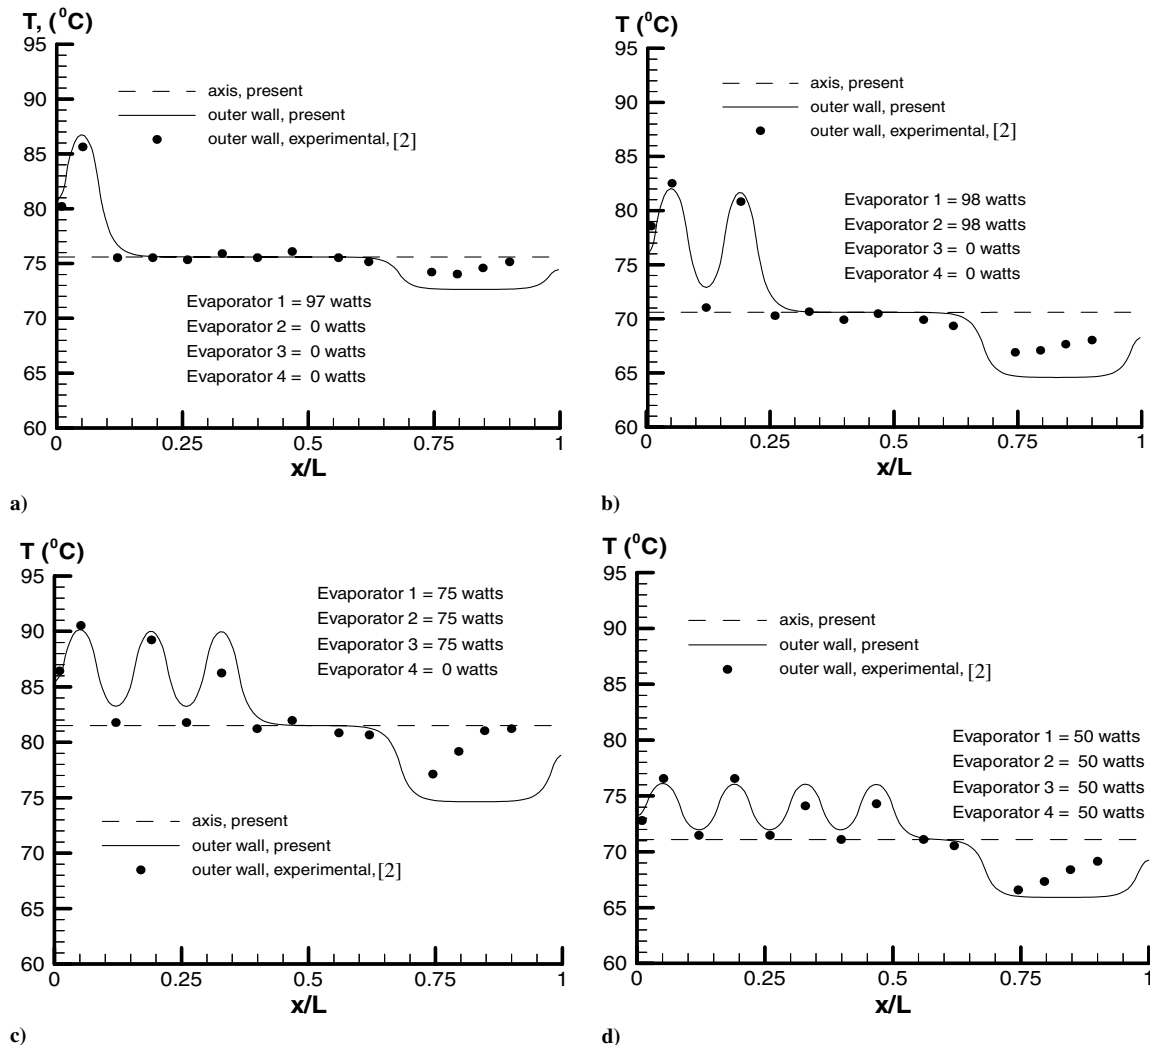 T, (⁰C)
95
90
85
80
75
70
65
60
axis, present
outer wall, present
outer wall, experimental, [2]
Evaporator 1 = 97 watts
Evaporator 2 = 0 watts
Evaporator 3 = 0 watts
Evaporator 4 = 0 watts
0 0.25 0.5 0.75 1
x/L
a)
T (⁰C)
95
90
85
80
75
70
65
60
axis, present
outer wall, present
outer wall, experimental, [2]
Evaporator 1 = 98 watts
Evaporator 2 = 98 watts
Evaporator 3 = 0 watts
Evaporator 4 = 0 watts
0 0.25 0.5 0.75 1
x/L
b)
T (⁰C)
95
90
85
80
75
70
65
60
Evaporator 1 = 75 watts
Evaporator 2 = 75 watts
Evaporator 3 = 75 watts
Evaporator 4 = 0 watts
axis, present
outer wall, present
outer wall, experimental, [2]
0 0.25 0.5 0.75 1
x/L
c)
T (⁰C)
95
90
85
80
75
70
65
60
axis, present
outer wall, present
outer wall, experimental, [2]
Evaporator 1 = 50 watts
Evaporator 2 = 50 watts
Evaporator 3 = 50 watts
Evaporator 4 = 50 watts
0 0.25 0.5 0.75 1
x/L
d)